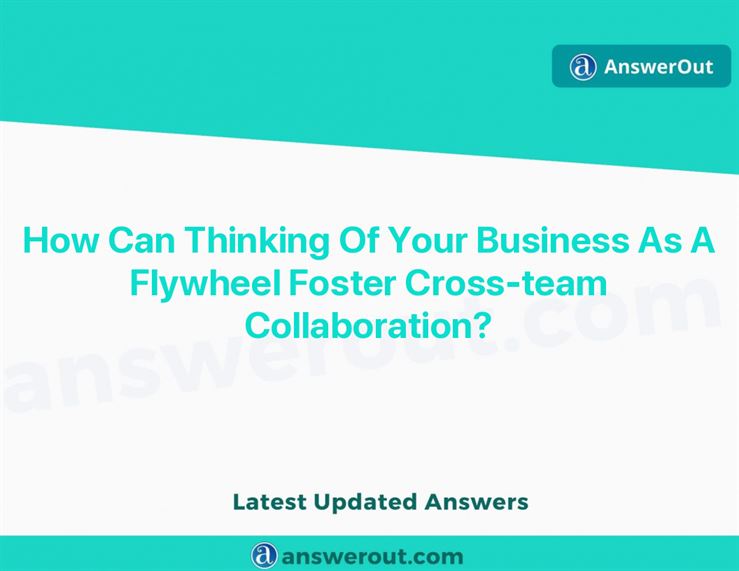 AnswerOut
How Can Thinking Of Your Business As A
Flywheel Foster Cross-team
Collaboration?
answerout.com
Latest Updated Answers
answerout.com